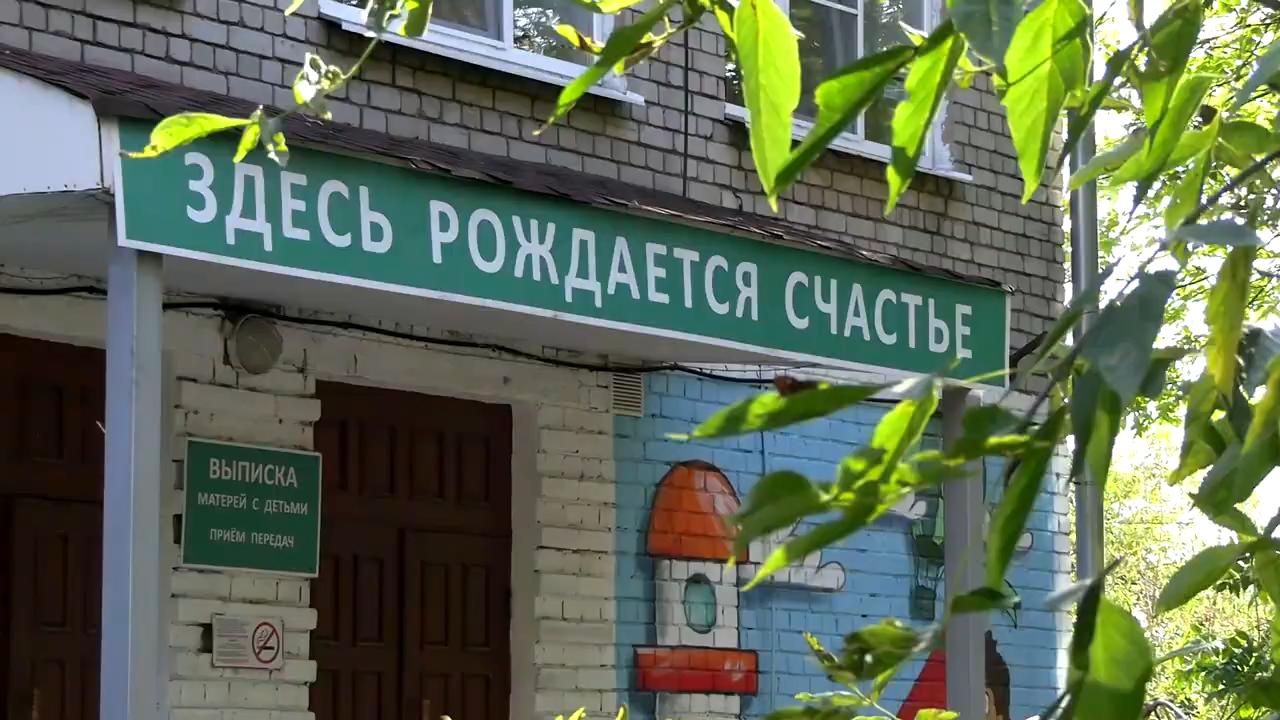 ЗДЕСЬ РОЖДАЕТСЯ СЧАСТЬЕ
ВЫПИСКА
МАТЕРЕЙ С ДЕТЬМИ
ПРИЁМ ПЕРЕДАЧ